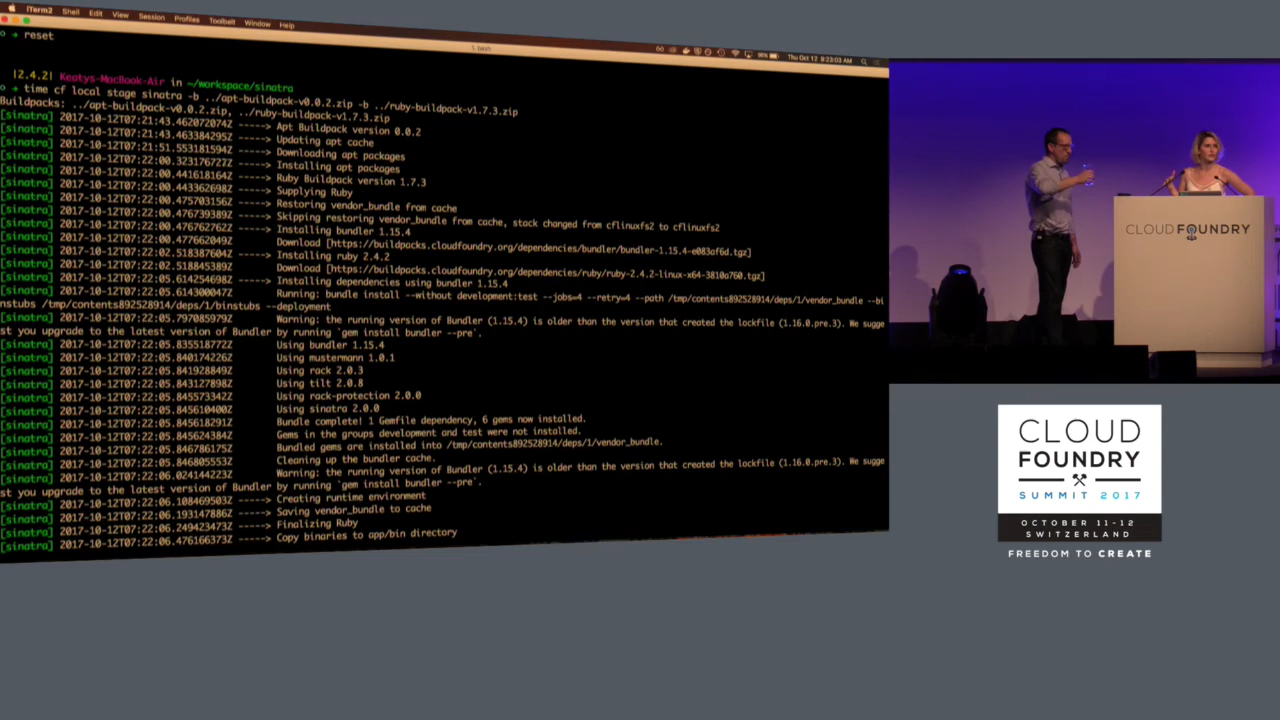 iTerm2 Shell Edit View Session Profiles Toolbelt Window Help
1. bash
98% Thu Oct 12 8:23:03 AM
reset
|2.4.2| Keatys-MacBook-Air in ~/workspace/sinatra
time cf local stage sinatra -b ../apt-buildpack-v0.0.2.zip -b ../ruby-buildpack-v1.7.3.zip
Buildpacks: ../apt-buildpack-v0.0.2.zip, ../ruby-buildpack-v1.7.3.zip
[sinatra] 2017-10-12T07:21:43.462072074Z -----> Apt Buildpack version 0.0.2
[sinatra] 2017-10-12T07:21:43.463384295Z -----> Updating apt cache
[sinatra] 2017-10-12T07:21:51.553181594Z -----> Downloading apt packages
[sinatra] 2017-10-12T07:22:00.323176727Z -----> Installing apt packages
[sinatra] 2017-10-12T07:22:00.441618164Z -----> Ruby Buildpack version 1.7.3
[sinatra] 2017-10-12T07:22:00.443362698Z -----> Supplying Ruby
[sinatra] 2017-10-12T07:22:00.475703156Z -----> Restoring vendor_bundle from cache
[sinatra] 2017-10-12T07:22:00.476739389Z -----> Skipping restoring vendor_bundle from cache, stack changed from cflinuxfs2 to cflinuxfs2
[sinatra] 2017-10-12T07:22:00.476762762Z -----> Installing bundler 1.15.4
[sinatra] 2017-10-12T07:22:00.477662049Z Download [https://buildpacks.cloudfoundry.org/dependencies/bundler/bundler-1.15.4-e083af6d.tgz]
[sinatra] 2017-10-12T07:22:02.518387604Z -----> Installing ruby 2.4.2
[sinatra] 2017-10-12T07:22:02.518845389Z Download [https://buildpacks.cloudfoundry.org/dependencies/ruby/ruby-2.4.2-linux-x64-3810a760.tgz]
[sinatra] 2017-10-12T07:22:05.614254698Z -----> Installing dependencies using bundler 1.15.4
[sinatra] 2017-10-12T07:22:05.614300047Z Running: bundle install --without development:test --jobs=4 --retry=4 --path /tmp/contents892528914/deps/1/vendor_bundle --bi
nstubs /tmp/contents892528914/deps/1/binstubs --deployment
[sinatra] 2017-10-12T07:22:05.797085979Z Warning: the running version of Bundler (1.15.4) is older than the version that created the lockfile (1.16.0.pre.3). We sugge
st you upgrade to the latest version of Bundler by running `gem install bundler --pre`.
[sinatra] 2017-10-12T07:22:05.835518772Z Using bundler 1.15.4
[sinatra] 2017-10-12T07:22:05.840174226Z Using mustermann 1.0.1
[sinatra] 2017-10-12T07:22:05.841928849Z Using rack 2.0.3
[sinatra] 2017-10-12T07:22:05.843127898Z Using tilt 2.0.8
[sinatra] 2017-10-12T07:22:05.845573342Z Using rack-protection 2.0.0
[sinatra] 2017-10-12T07:22:05.845610400Z Using sinatra 2.0.0
[sinatra] 2017-10-12T07:22:05.845618291Z Bundle complete! 1 Gemfile dependency, 6 gems now installed.
[sinatra] 2017-10-12T07:22:05.845624384Z Gems in the groups development and test were not installed.
[sinatra] 2017-10-12T07:22:05.846786175Z Bundled gems are installed into /tmp/contents892528914/deps/1/vendor_bundle.
[sinatra] 2017-10-12T07:22:05.846805553Z Cleaning up the bundler cache.
[sinatra] 2017-10-12T07:22:06.024144223Z Warning: the running version of Bundler (1.15.4) is older than the version that created the lockfile (1.16.0.pre.3). We sugge
st you upgrade to the latest version of Bundler by running `gem install bundler --pre`.
[sinatra] 2017-10-12T07:22:06.108469503Z -----> Creating runtime environment
[sinatra] 2017-10-12T07:22:06.193147886Z -----> Saving vendor_bundle to cache
[sinatra] 2017-10-12T07:22:06.249423473Z -----> Finalizing Ruby
[sinatra] 2017-10-12T07:22:06.476166373Z -----> Copy binaries to app/bin directory
CLOUD FOUNDRY
CLOUD
FOUNDRY
SUMMIT 2017
OCTOBER 11-12
SWITZERLAND
FREEDOM TO CREATE